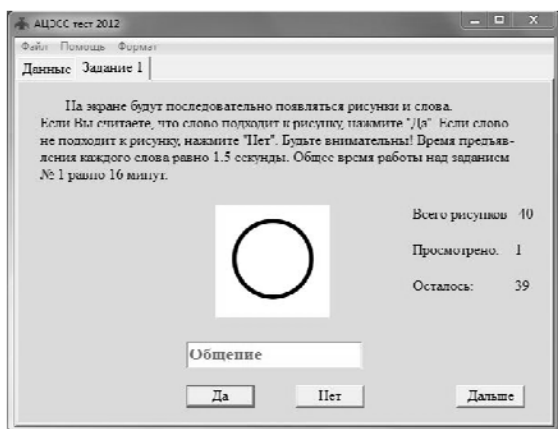 АЦЭСС тест 2012
Файл Помощь Формат
Данные Задание 1
На экране будут последовательно появляться рисунки и слова.
Если Вы считаете, что слово подходит к рисунку, нажмите "Да". Если слово
не подходит к рисунку, нажмите "Нет". Будьте внимательны! Время предъяв-
ления каждого слова равно 1.5 секунды. Общее время работы над заданием
№ 1 равно 16 минут.
Всего рисунков 40
Просмотрено. 1
Осталось: 39
Общение
Да Нет Дальше